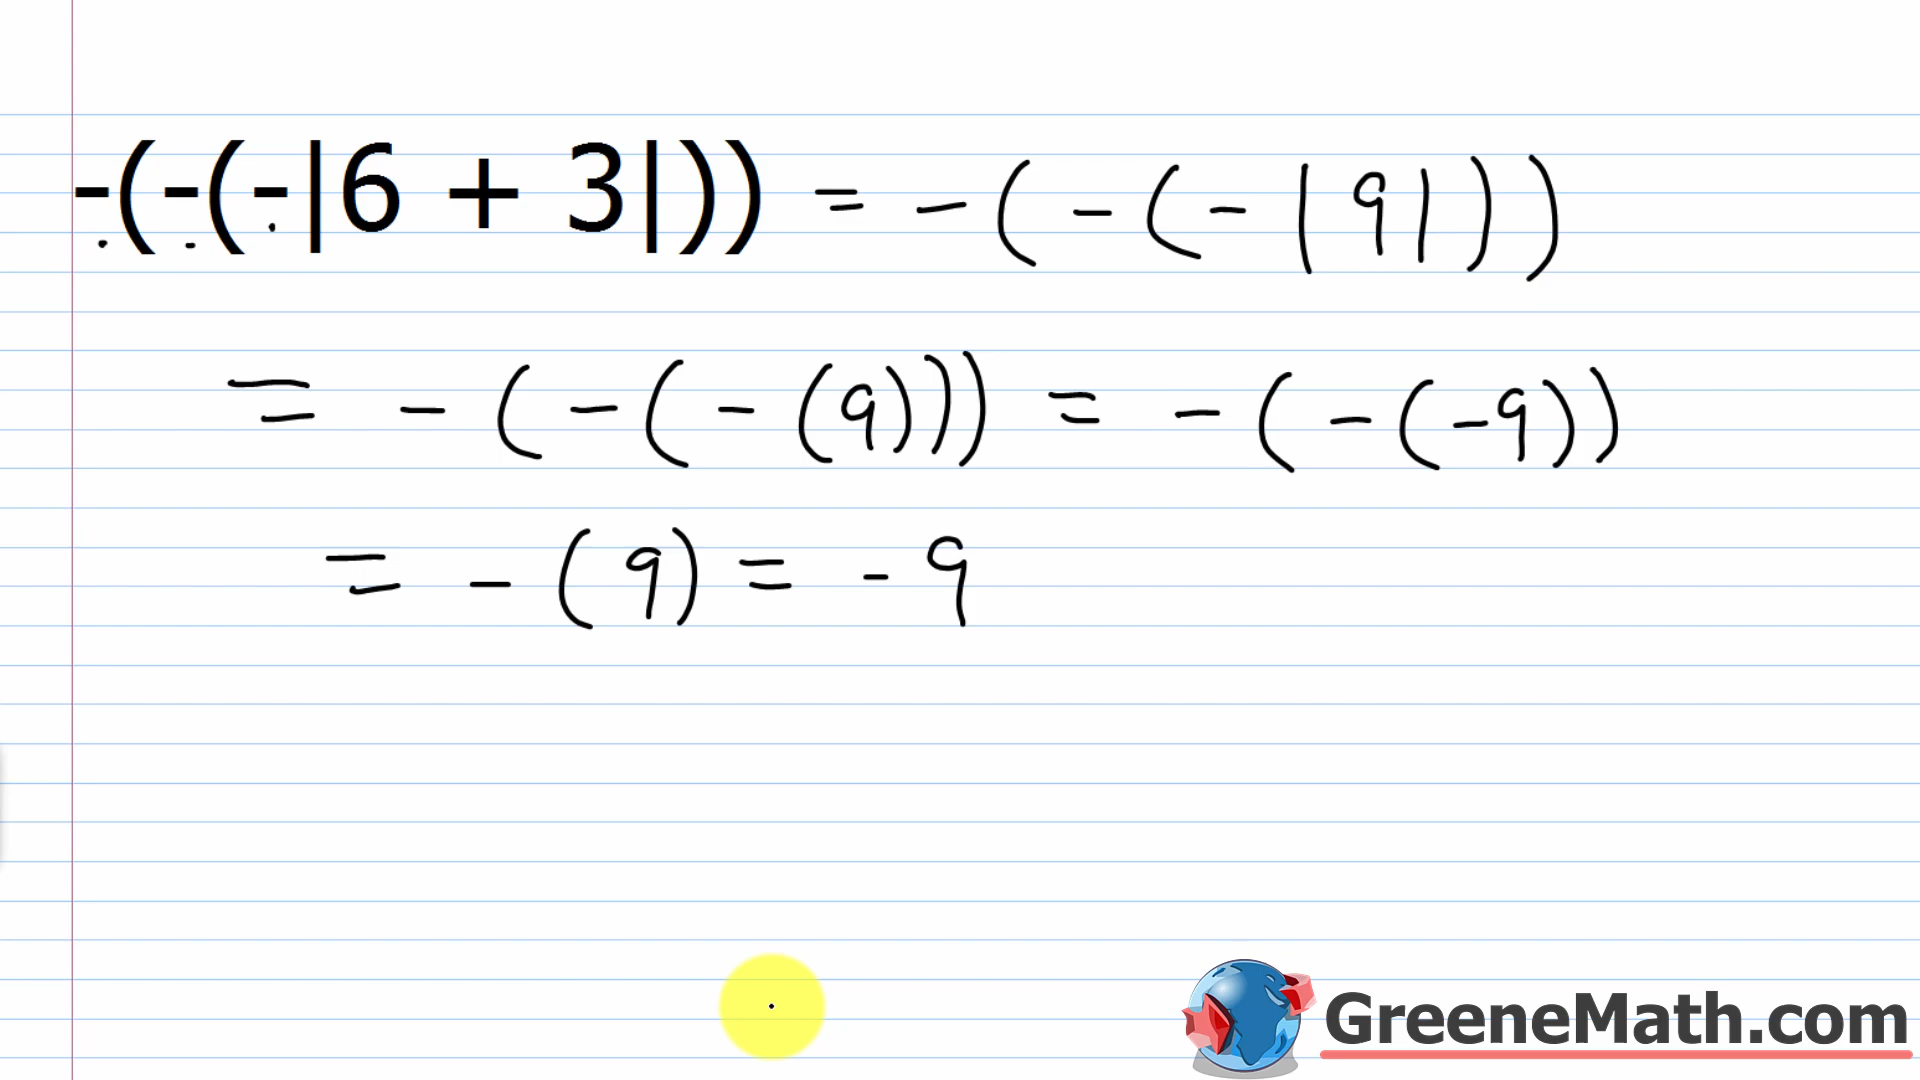 -(-(-|6 + 3|)) = -(-(-|9|))
= -(-(-(9))) = -(-(-9))
= -(9) = -9
GreeneMath.com